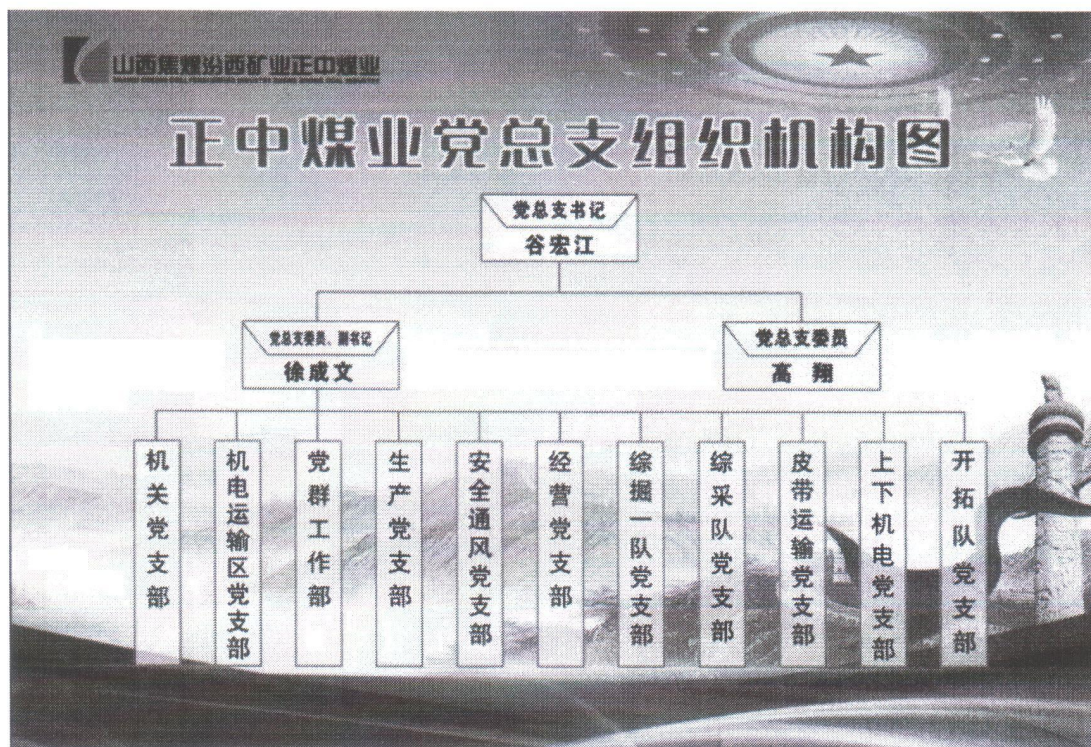 山西焦煤汾西矿业正中煤业
正中煤业党总支组织机构图
党总支书记
谷宏江
党总支委员、副书记
徐成文
党总支委员
高 翔
机关党支部
机电运输区党支部
党群工作部
生产党支部
安全通风党支部
经营党支部
综掘一队党支部
综采队党支部
皮带运输党支部
上下机电党支部
开拓队党支部